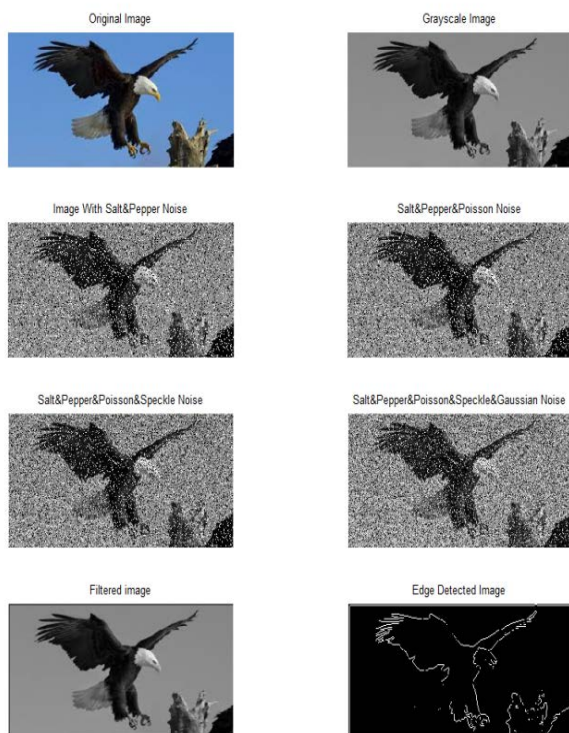 Original Image
Grayscale Image
Image With Salt&Pepper Noise
Salt&Pepper&Poisson Noise
Salt&Pepper&Poisson&Speckle Noise
Salt&Pepper&Poisson&Speckle&Gaussian Noise
Filtered image
Edge Detected Image